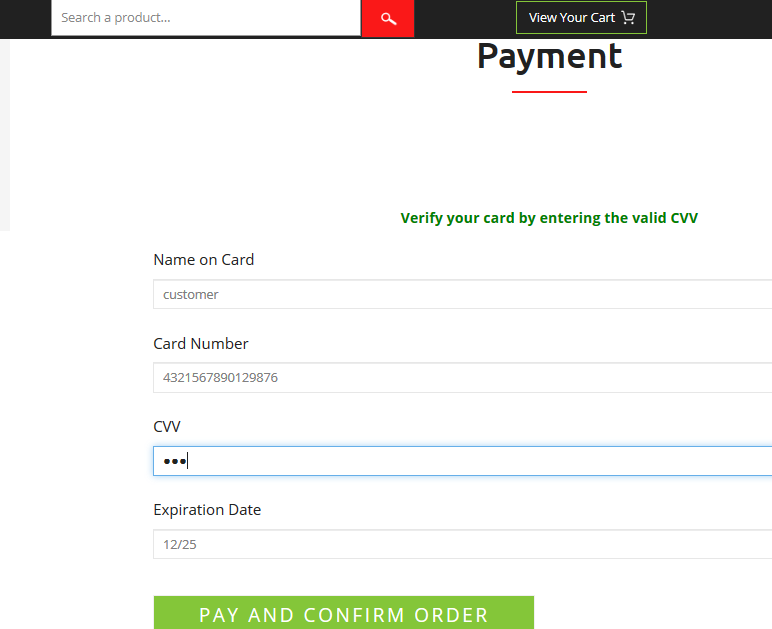 Search a product...
View Your Cart
Payment
Verify your card by entering the valid CVV
Name on Card
customer
Card Number
4321567890129876
CVV
•••
Expiration Date
12/25
PAY AND CONFIRM ORDER